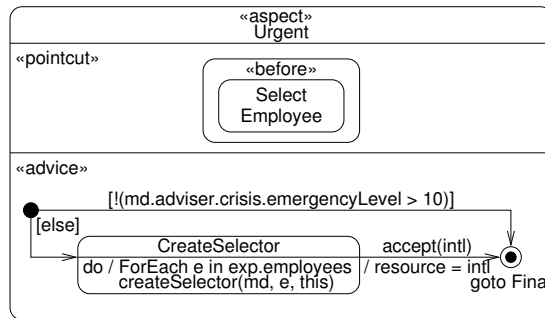 «aspect»
Urgent
«pointcut»
«before»
Select
Employee
«advice»
[!(md.adviser.crisis.emergencyLevel > 10)]
[else]
CreateSelector
do / ForEach e in exp.employees
createSelector(md, e, this)
accept(intl)
/ resource = intl
goto Final